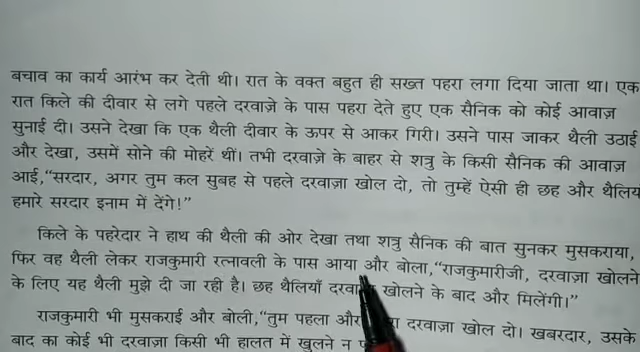 बचाव का कार्य आरंभ कर देती थी। रात के वक्त बहुत ही सख्त पहरा लगा दिया जाता था। एक
रात किले की दीवार से लगे पहले दरवाज़े के पास पहरा देते हुए एक सैनिक को कोई आवाज़
सुनाई दी। उसने देखा कि एक थैली दीवार के ऊपर से आकर गिरी। उसने पास जाकर थैली उठाई
और देखा, उसमें सोने की मोहरें थीं। तभी दरवाज़े के बाहर से शत्रु के किसी सैनिक की आवाज़
आई,“सरदार, अगर तुम कल सुबह से पहले दरवाज़ा खोल दो, तो तुम्हें ऐसी ही छह और थैलिय
हमारे सरदार इनाम में देंगे!”
किले के पहरेदार ने हाथ की थैली की ओर देखा तथा शत्रु सैनिक की बात सुनकर मुसकराया,
फिर वह थैली लेकर राजकुमारी रत्नावली के पास आया और बोला,“राजकुमारीजी, दरवाज़ा खोलने
के लिए यह थैली मुझे दी जा रही है। छह थैलियाँ खोलने के बाद और मिलेंगी।”
राजकुमारी भी मुसकराई और बोली,“तुम पहला और दरवाज़ा खोल दो। खबरदार, उसके
बाद का कोई भी दरवाज़ा किसी भी हालत में खुलने न